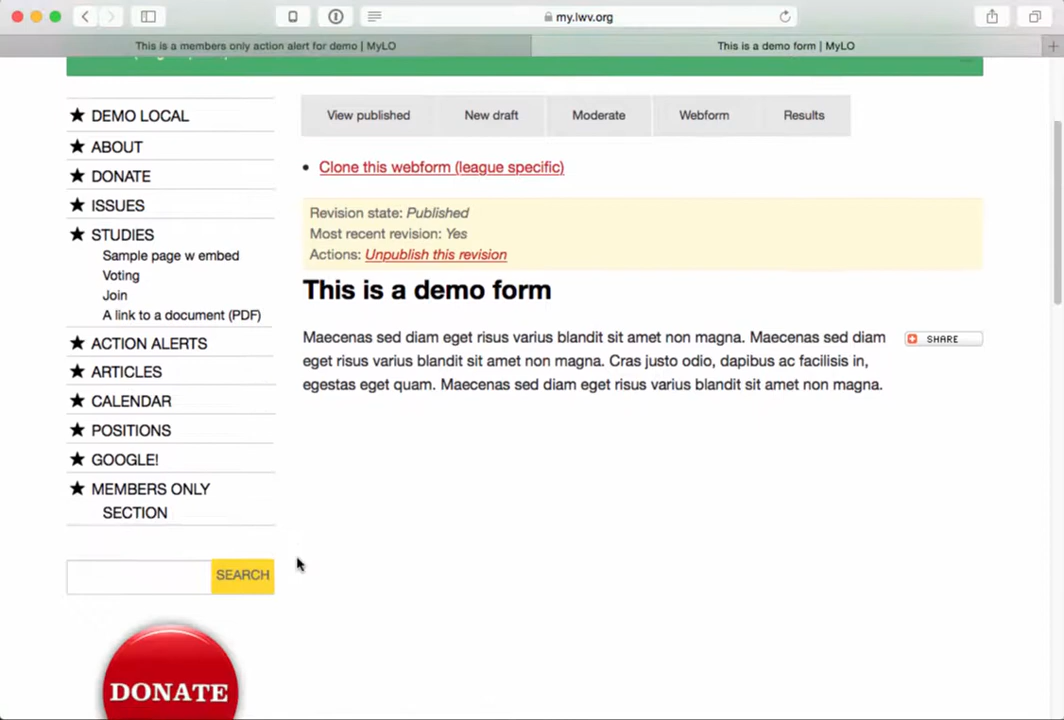 my.lwv.org
This is a members only action alert for demo | MyLO
This is a demo form | MyLO
★ DEMO LOCAL
★ ABOUT
★ DONATE
★ ISSUES
★ STUDIES
Sample page w embed
Voting
Join
A link to a document (PDF)
★ ACTION ALERTS
★ ARTICLES
★ CALENDAR
★ POSITIONS
★ GOOGLE!
★ MEMBERS ONLY
SECTION
SEARCH
DONATE
View published
New draft
Moderate
Webform
Results
• Clone this webform (league specific)
Revision state: Published
Most recent revision: Yes
Actions: Unpublish this revision
This is a demo form
Maecenas sed diam eget risus varius blandit sit amet non magna. Maecenas sed diam
eget risus varius blandit sit amet non magna. Cras justo odio, dapibus ac facilisis in,
egestas eget quam. Maecenas sed diam eget risus varius blandit sit amet non magna.
SHARE